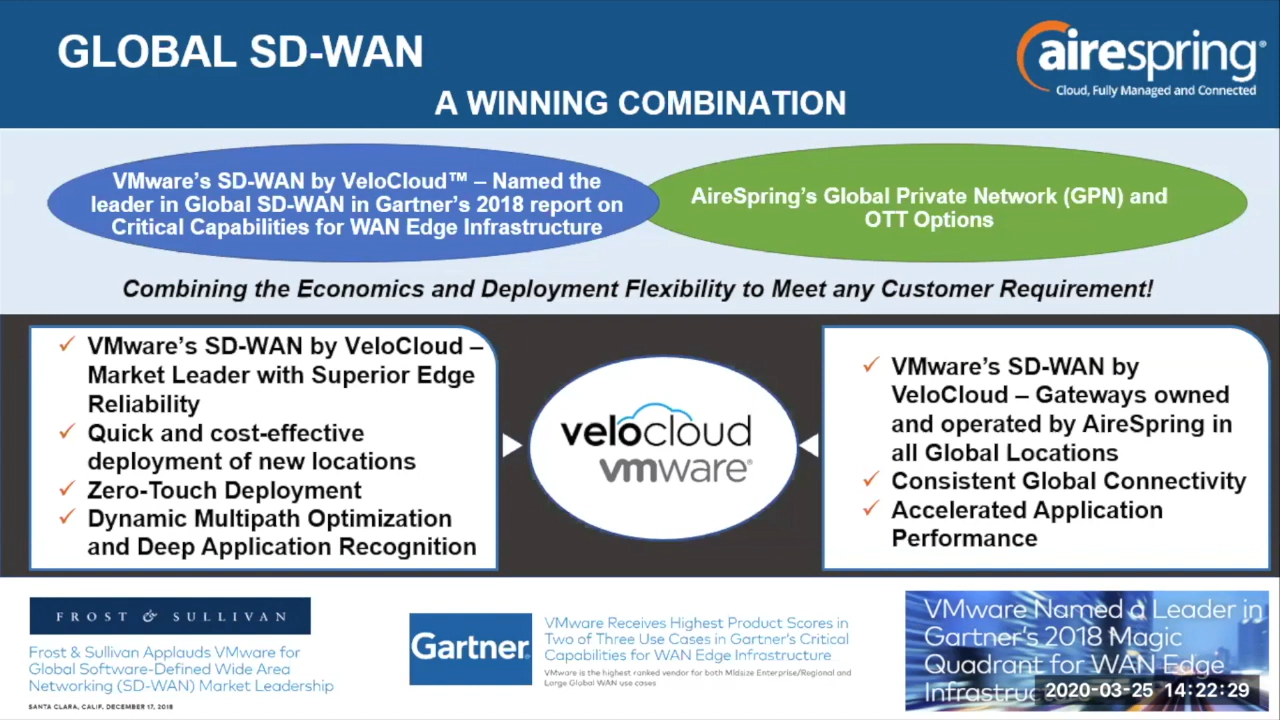 GLOBAL SD-WAN
A WINNING COMBINATION
airespring®
Cloud, Fully Managed and Connected
VMware’s SD-WAN by VeloCloud™ – Named the
leader in Global SD-WAN in Gartner’s 2018 report on
Critical Capabilities for WAN Edge Infrastructure
AireSpring’s Global Private Network (GPN) and
OTT Options
Combining the Economics and Deployment Flexibility to Meet any Customer Requirement!
✓ VMware’s SD-WAN by VeloCloud –
Market Leader with Superior Edge
Reliability
✓ Quick and cost-effective
deployment of new locations
✓ Zero-Touch Deployment
✓ Dynamic Multipath Optimization
and Deep Application Recognition
velocloud
vmware®
✓ VMware’s SD-WAN by
VeloCloud – Gateways owned
and operated by AireSpring in
all Global Locations
✓ Consistent Global Connectivity
✓ Accelerated Application
Performance
FROST & SULLIVAN
Frost & Sullivan Applauds VMware for
Global Software-Defined Wide Area
Networking (SD-WAN) Market Leadership
SANTA CLARA, CALIF, DECEMBER 17, 2018
Gartner
VMware Receives Highest Product Scores in
Two of Three Use Cases in Gartner’s Critical
Capabilities for WAN Edge Infrastructure
VMware is the highest ranked vendor for both Midsize Enterprise/Regional and
Large Global WAN use cases
VMware Named a Leader in
Gartner’s 2018 Magic
Quadrant for WAN Edge
2020-03-25 14:22:29